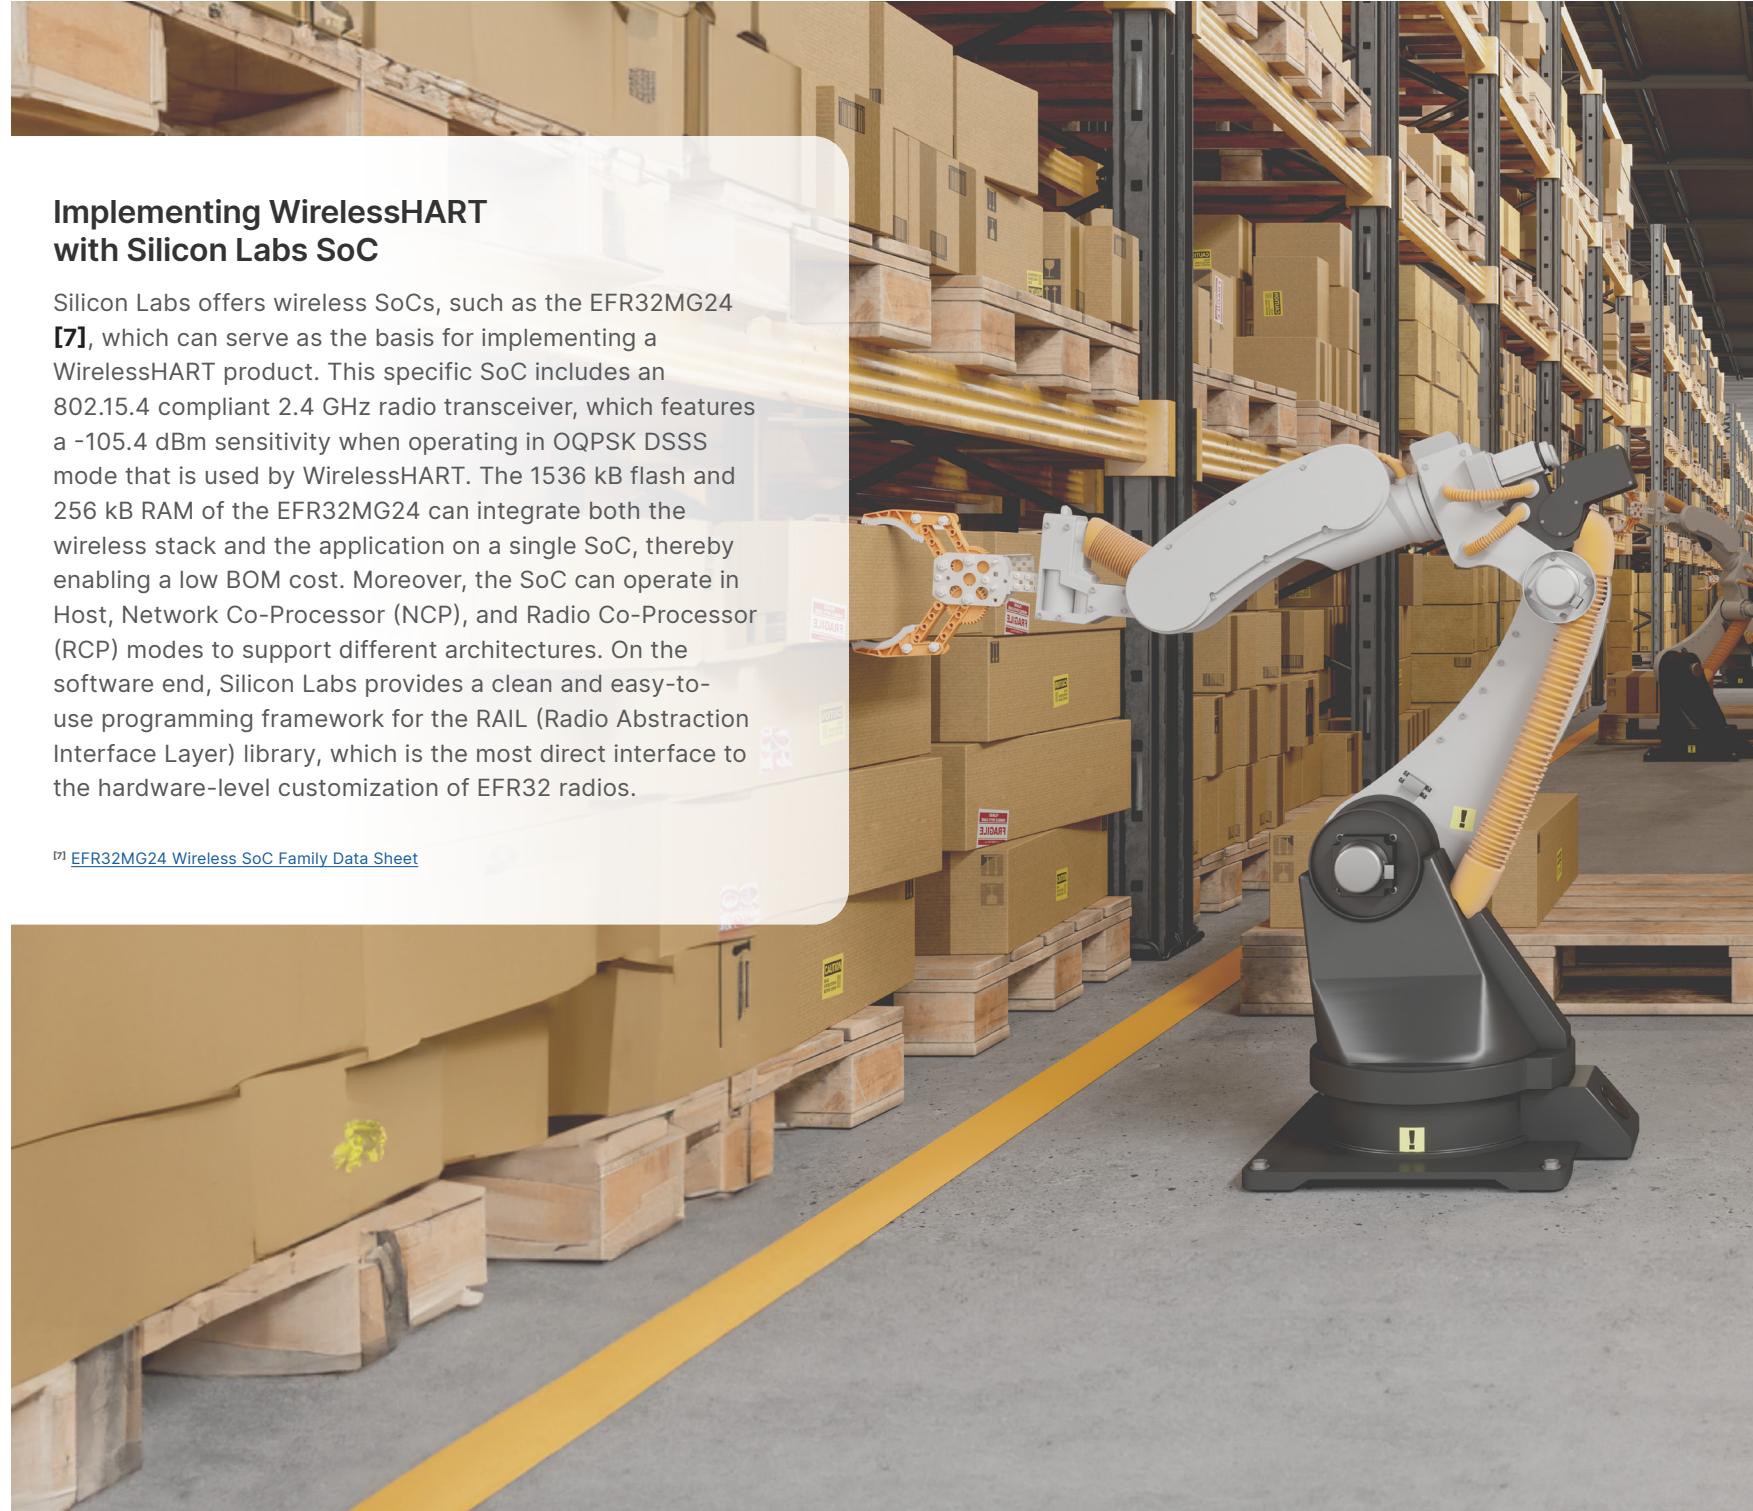 Implementing WirelessHART
with Silicon Labs SoC
Silicon Labs offers wireless SoCs, such as the EFR32MG24
[7], which can serve as the basis for implementing a
WirelessHART product. This specific SoC includes an
802.15.4 compliant 2.4 GHz radio transceiver, which features
a -105.4 dBm sensitivity when operating in OQPSK DSSS
mode that is used by WirelessHART. The 1536 kB flash and
256 kB RAM of the EFR32MG24 can integrate both the
wireless stack and the application on a single SoC, thereby
enabling a low BOM cost. Moreover, the SoC can operate in
Host, Network Co-Processor (NCP), and Radio Co-Processor
(RCP) modes to support different architectures. On the
software end, Silicon Labs provides a clean and easy-to-
use programming framework for the RAIL (Radio Abstraction
Interface Layer) library, which is the most direct interface to
the hardware-level customization of EFR32 radios.
[7] EFR32MG24 Wireless SoC Family Data Sheet
CAUTION
FRAGILE
FRAGILE
!
!